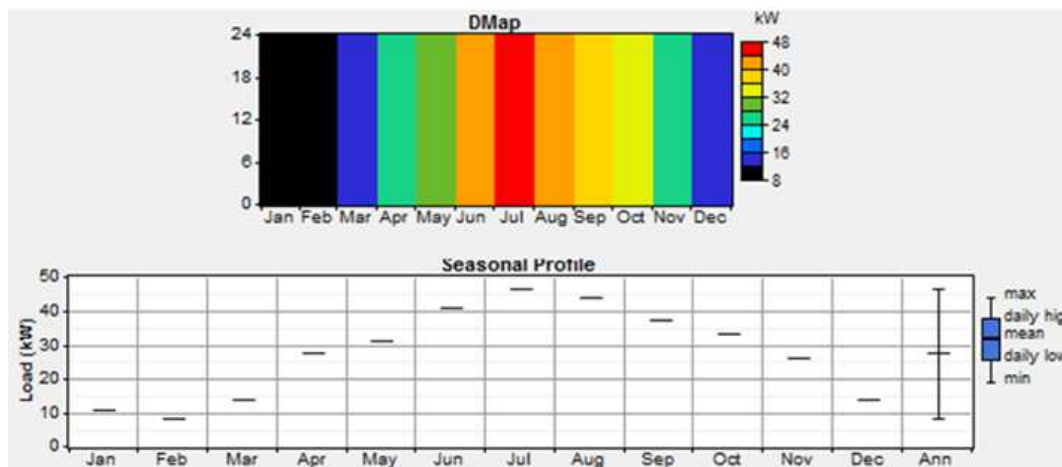 DMap
kW
24
18
12
6
0
48
40
32
24
16
8
Jan Feb Mar Apr May Jun Jul Aug Sep Oct Nov Dec
Seasonal Profile
Load (kW)
50
40
30
20
10
0
Jan Feb Mar Apr May Jun Jul Aug Sep Oct Nov Dec Ann
max
daily hig
mean
daily low
min